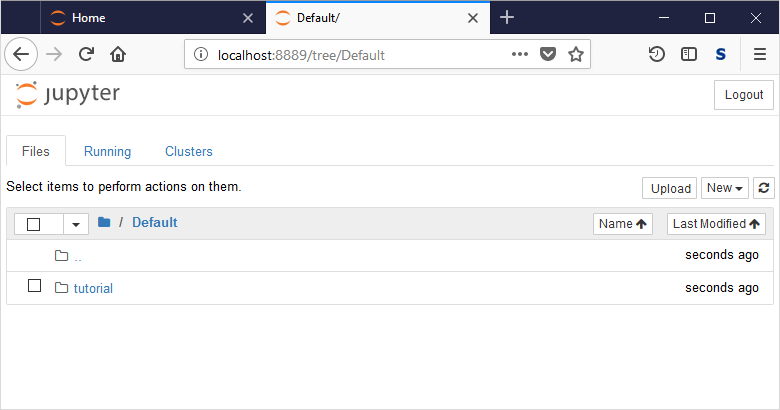 Home
Default/
localhost:8889/tree/Default
S
jupyter
Logout
Files Running Clusters
Select items to perform actions on them.
Upload New
/ Default Name Last Modified
.. seconds ago
tutorial seconds ago